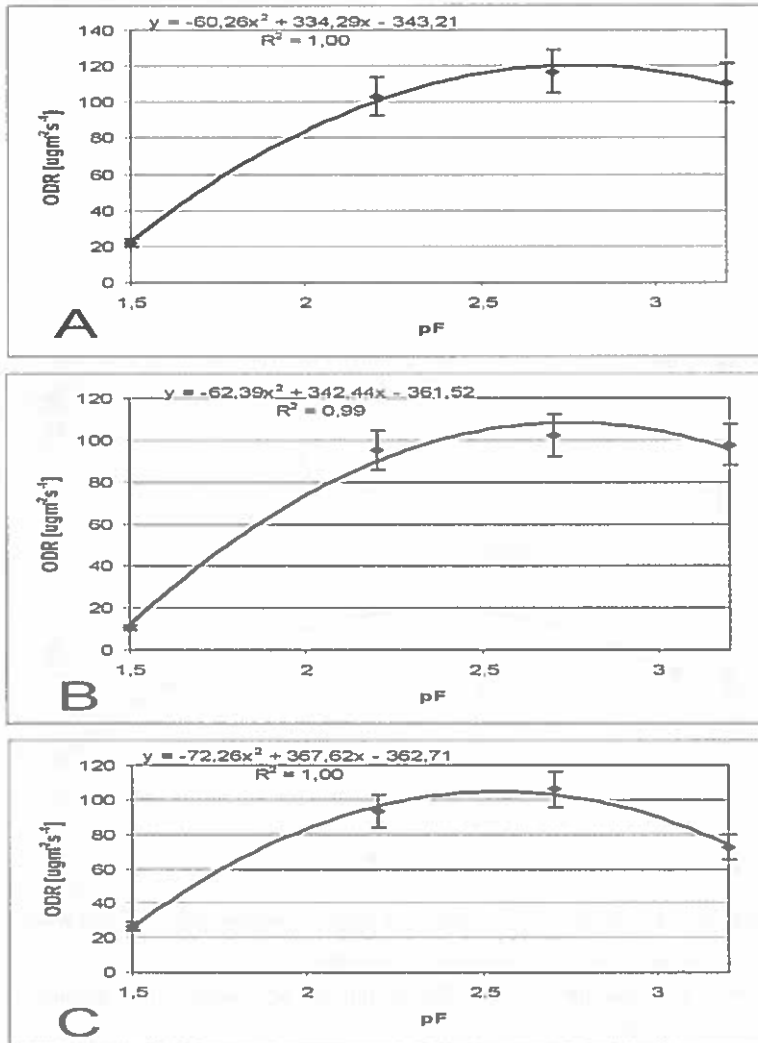 y = -60,26x² + 334,29x - 343,21
R² = 1,00
140
120
100
80
60
40
20
0
ODR [ugm²s⁻¹]
1,5
2
2,5
3
pF
A
y = -62,39x² + 342,44x - 361,52
R² = 0,99
120
100
80
60
40
20
0
ODR [ugm²s⁻¹]
1,5
2
2,5
3
pF
B
y = -72,26x² + 367,62x - 362,71
R² = 1,00
120
100
80
60
40
20
0
ODR [ugm²s⁻¹]
1,5
2
2,5
3
pF
C